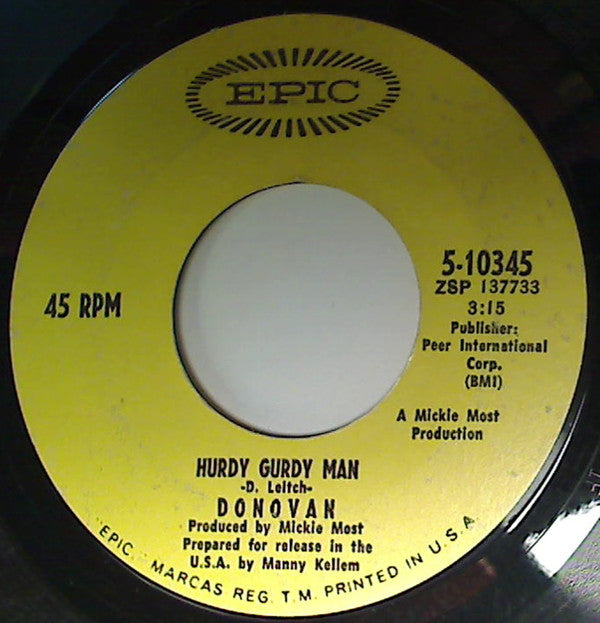 EPIC
45 RPM
5-10345
ZSP 137733
3:15
Publisher:
Peer International
Corp.
(BMI)
A Mickie Most
Production
HURDY GURDY MAN
-D. Leitch-
DONOVAN
Produced by Mickie Most
Prepared for release in the
U.S.A. by Manny Kellem
"EPIC", MARCAS REG. T.M. PRINTED IN U.S.A.